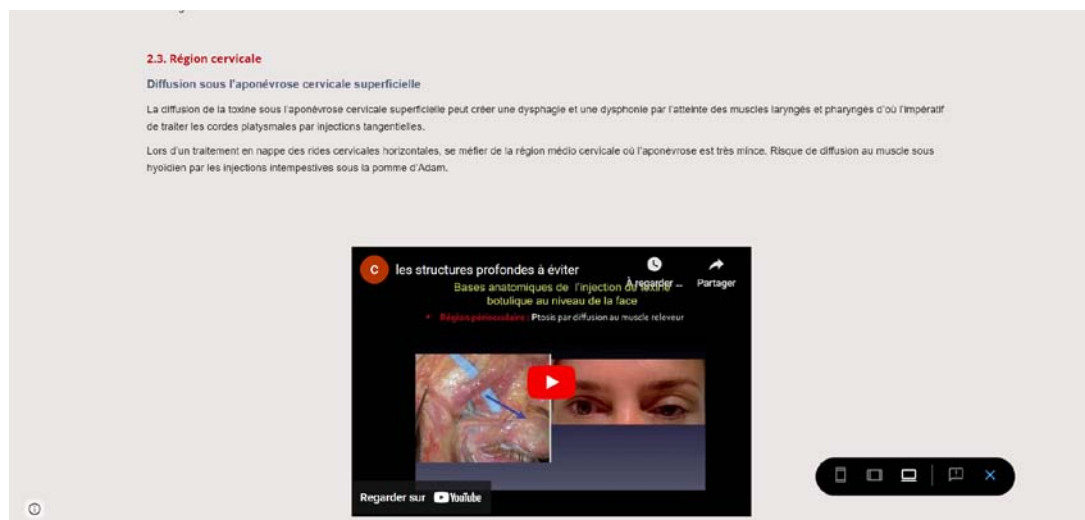 2.3. Région cervicale
Diffusion sous l'aponévrose cervicale superficielle
La diffusion de la toxine sous l'aponévrose cervicale superficielle peut créer une dysphagie et une dysphonie par l'atteinte des muscles laryngés et pharyngés d'où l'impératif
de traiter les cordes platysmales par injections tangentielles.
Lors d'un traitement en nappe des rides cervicales horizontales, se méfier de la région médio cervicale où l'aponévrose est très mince. Risque de diffusion au muscle sous
hyoïdien par les injections intempestives sous la pomme d'Adam.
C les structures profondes à éviter
À regarder ... Partager
Bases anatomiques de l'injection de toxine
botulique au niveau de la face
• Région périoculaire : Ptosis par diffusion au muscle releveur
Regarder sur YouTube